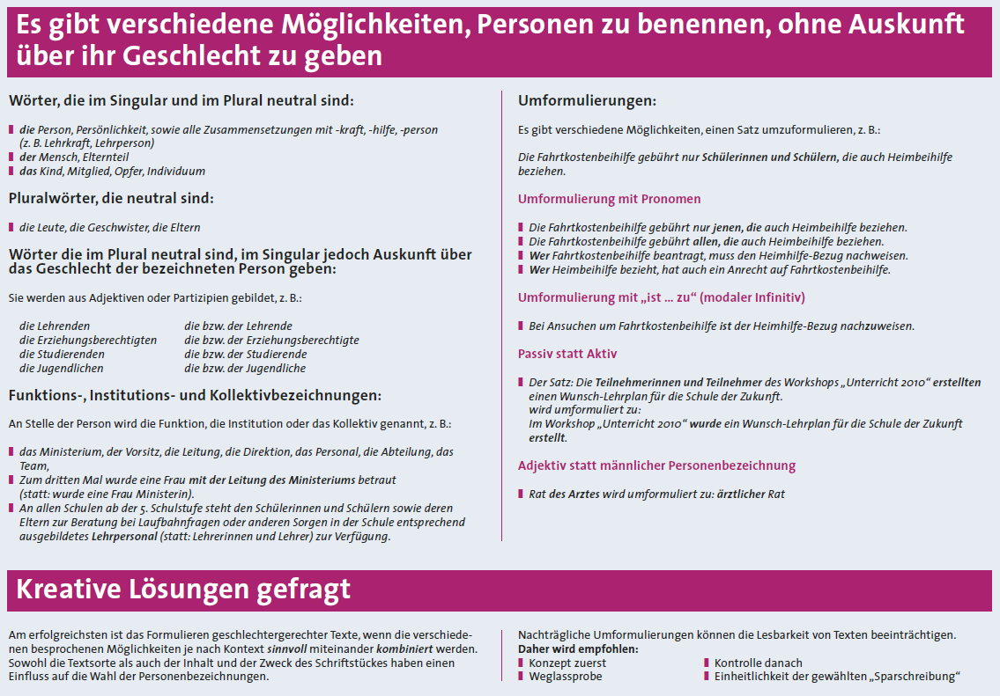 Es gibt verschiedene Möglichkeiten, Personen zu benennen, ohne Auskunft
über ihr Geschlecht zu geben
Wörter, die im Singular und im Plural neutral sind:
die Person, Persönlichkeit, sowie alle Zusammensetzungen mit -kraft, -hilfe, -person
(z. B. Lehrkraft, Lehrperson)
der Mensch, Elternteil
das Kind, Mitglied, Opfer, Individuum
Pluralwörter, die neutral sind:
die Leute, die Geschwister, die Eltern
Wörter die im Plural neutral sind, im Singular jedoch Auskunft über
das Geschlecht der bezeichneten Person geben:
Sie werden aus Adjektiven oder Partizipien gebildet, z. B.:
die Lehrenden die bzw. der Lehrende
die Erziehungsberechtigten die bzw. der Erziehungsberechtigte
die Studierenden die bzw. der Studierende
die Jugendlichen die bzw. der Jugendliche
Funktions-, Institutions- und Kollektivbezeichnungen:
An Stelle der Person wird die Funktion, die Institution oder das Kollektiv genannt, z. B.:
das Ministerium, der Vorsitz, die Leitung, die Direktion, das Personal, die Abteilung, das
Team,
Zum dritten Mal wurde eine Frau mit der Leitung des Ministeriums betraut
(statt: wurde eine Frau Ministerin).
An allen Schulen ab der 5. Schulstufe steht den Schülerinnen und Schülern sowie deren
Eltern zur Beratung bei Laufbahnfragen oder anderen Sorgen in der Schule entsprechend
ausgebildetes Lehrpersonal (statt: Lehrerinnen und Lehrer) zur Verfügung.
Umformulierungen:
Es gibt verschiedene Möglichkeiten, einen Satz umzuformulieren, z. B.:
Die Fahrtkostenbeihilfe gebührt nur Schülerinnen und Schülern, die auch Heimbeihilfe
beziehen.
Umformulierung mit Pronomen
Die Fahrtkostenbeihilfe gebührt nur jenen, die auch Heimbeihilfe beziehen.
Die Fahrtkostenbeihilfe gebührt allen, die auch Heimbeihilfe beziehen.
Wer Fahrtkostenbeihilfe beantragt, muss den Heimhilfe-Bezug nachweisen.
Wer Heimbeihilfe bezieht, hat auch ein Anrecht auf Fahrtkostenbeihilfe.
Umformulierung mit „ist ... zu“ (modaler Infinitiv)
Bei Ansuchen um Fahrtkostenbeihilfe ist der Heimhilfe-Bezug nachzuweisen.
Passiv statt Aktiv
Der Satz: Die Teilnehmerinnen und Teilnehmer des Workshops „Unterricht 2010“ erstellten
einen Wunsch-Lehrplan für die Schule der Zukunft.
wird umformuliert zu:
Im Workshop „Unterricht 2010“ wurde ein Wunsch-Lehrplan für die Schule der Zukunft
erstellt.
Adjektiv statt männlicher Personenbezeichnung
Rat des Arztes wird umformuliert zu: ärztlicher Rat
Kreative Lösungen gefragt
Am erfolgreichsten ist das Formulieren geschlechtergerechter Texte, wenn die verschiede-
nen besprochenen Möglichkeiten je nach Kontext sinnvoll miteinander kombiniert werden.
Sowohl die Textsorte als auch der Inhalt und der Zweck des Schriftstückes haben einen
Einfluss auf die Wahl der Personenbezeichnungen.
Nachträgliche Umformulierungen können die Lesbarkeit von Texten beeinträchtigen.
Daher wird empfohlen:
Konzept zuerst Kontrolle danach
Weglassprobe Einheitlichkeit der gewählten „Sparschreibung“